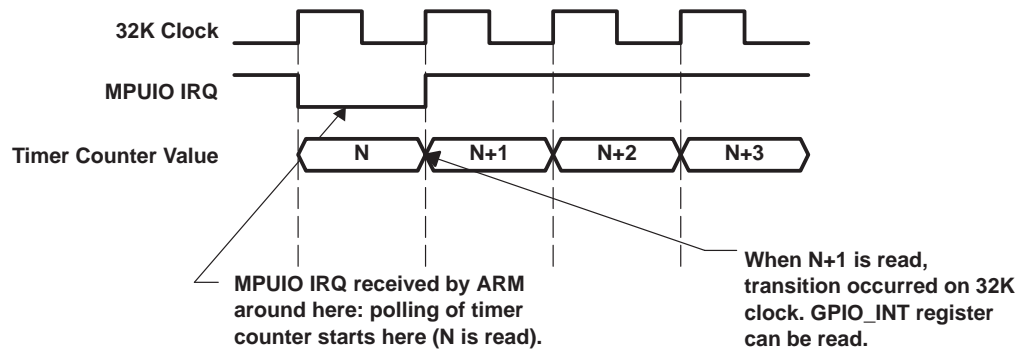 32K Clock
MPUIO IRQ
Timer Counter Value
N
N+1
N+2
N+3
MPUIO IRQ received by ARM
around here: polling of timer
counter starts here (N is read).
When N+1 is read,
transition occurred on 32K
clock. GPIO_INT register
can be read.